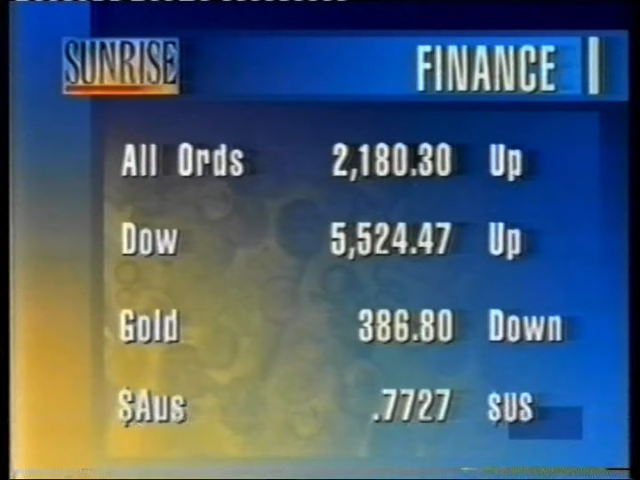 SUNRISE FINANCE
All Ords 2,180.30 Up
Dow 5,524.47 Up
Gold 386.80 Down
$Aus .7727 $US